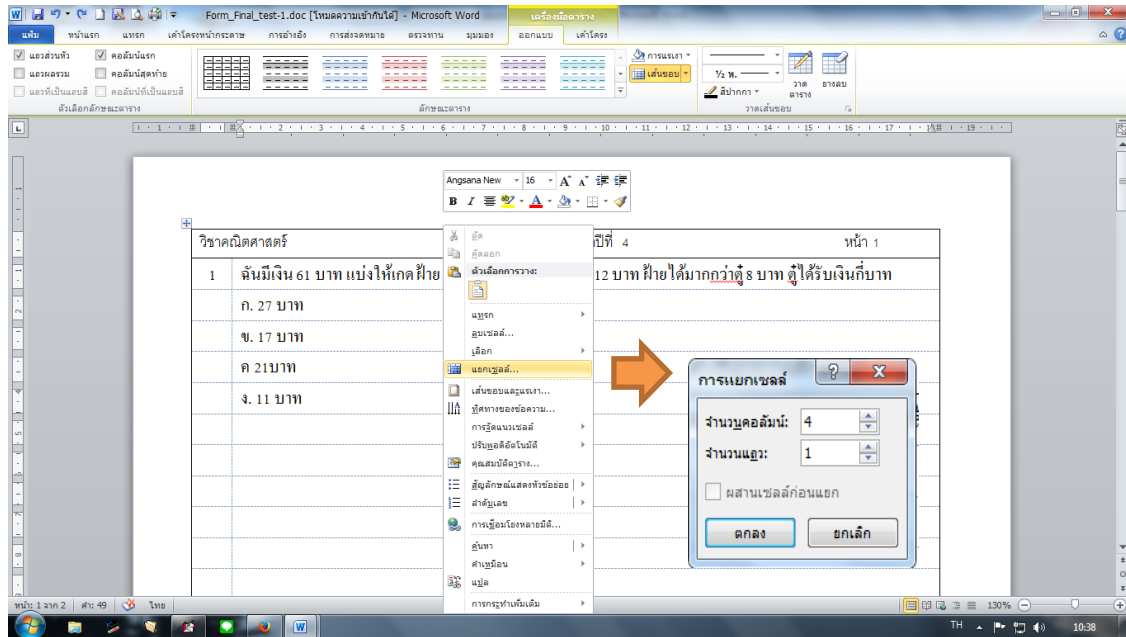 Form_Final_test-1.doc [โหมดความเข้ากันได้] - Microsoft Word
เครื่องมือตาราง
แฟ้ม หน้าแรก แทรก เค้าโครงหน้ากระดาษ การอ้างอิง การส่งจดหมาย ตรวจทาน มุมมอง ออกแบบ เค้าโครง
แถวส่วนหัว คอลัมน์แรก
แถวผลรวม คอลัมน์สุดท้าย
แถวที่เป็นแถบสี คอลัมน์ที่เป็นแถบสี
ตัวเลือกลักษณะตาราง
ลักษณะตาราง
การแรเงา
เส้นขอบ
½ พ.
สีปากกา
วาดตาราง
ยางลบ
วาดเส้นขอบ
Angsana New 16
B I
วิชาคณิตศาสตร์ ปีที่ 4 หน้า 1
1 ฉันมีเงิน 61 บาท แบ่งให้เกด ฝ้าย 12 บาท ฝ้ายได้มากกว่าตู่ 8 บาท ตู่ได้รับเงินกี่บาท
ก. 27 บาท
ข. 17 บาท
ค 21บาท
ง. 11 บาท
ตัด
คัดลอก
ตัวเลือกการวาง:
แทรก
ลบเซลล์...
เลือก
แยกเซลล์...
เส้นขอบและแรเงา...
ทิศทางของข้อความ...
การจัดแนวเซลล์
ปรับพอดีอัตโนมัติ
คุณสมบัติตาราง...
สัญลักษณ์แสดงหัวข้อย่อย
ลำดับเลข
การเชื่อมโยงหลายมิติ...
ค้นหา
คำเหมือน
แปล
การกระทำเพิ่มเติม
การแยกเซลล์
จำนวนคอลัมน์: 4
จำนวนแถว: 1
ผสานเซลล์ก่อนแยก
ตกลง ยกเลิก
หน้า: 1 จาก 2 คำ: 49 ไทย 130%
TH 10:38